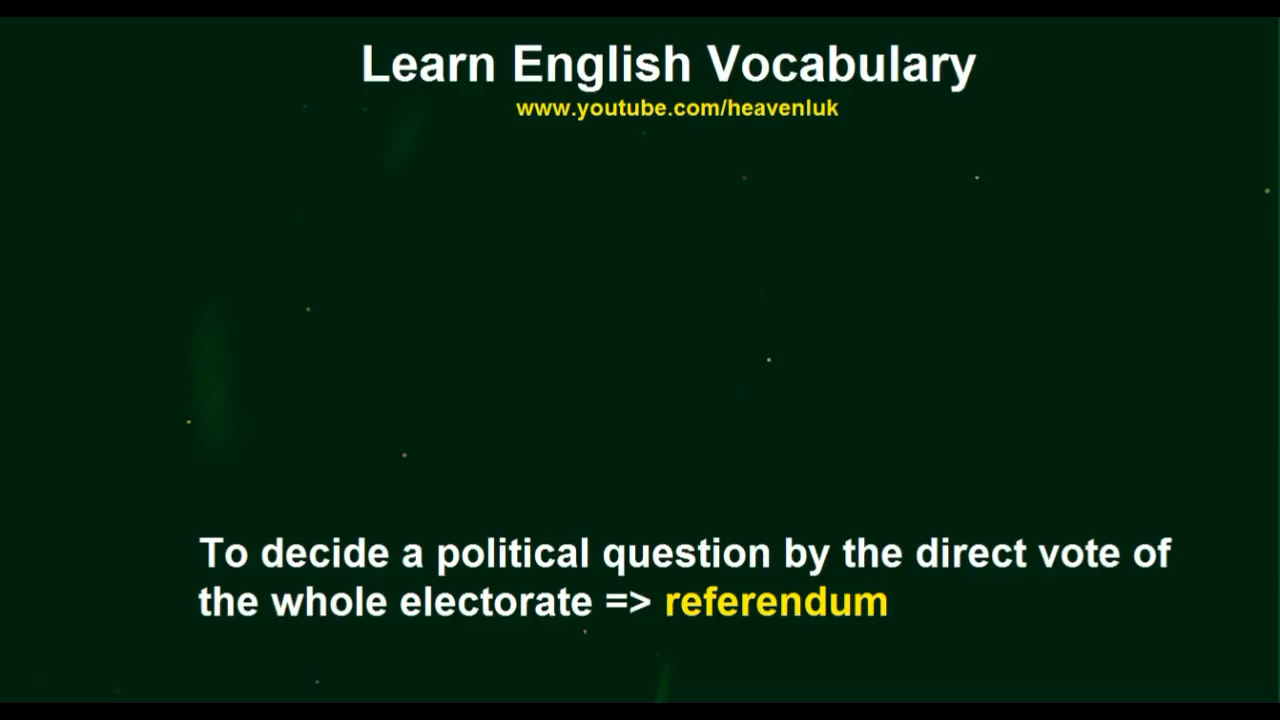 Learn English Vocabulary
www.youtube.com/heavenluk
To decide a political question by the direct vote of
the whole electorate => referendum